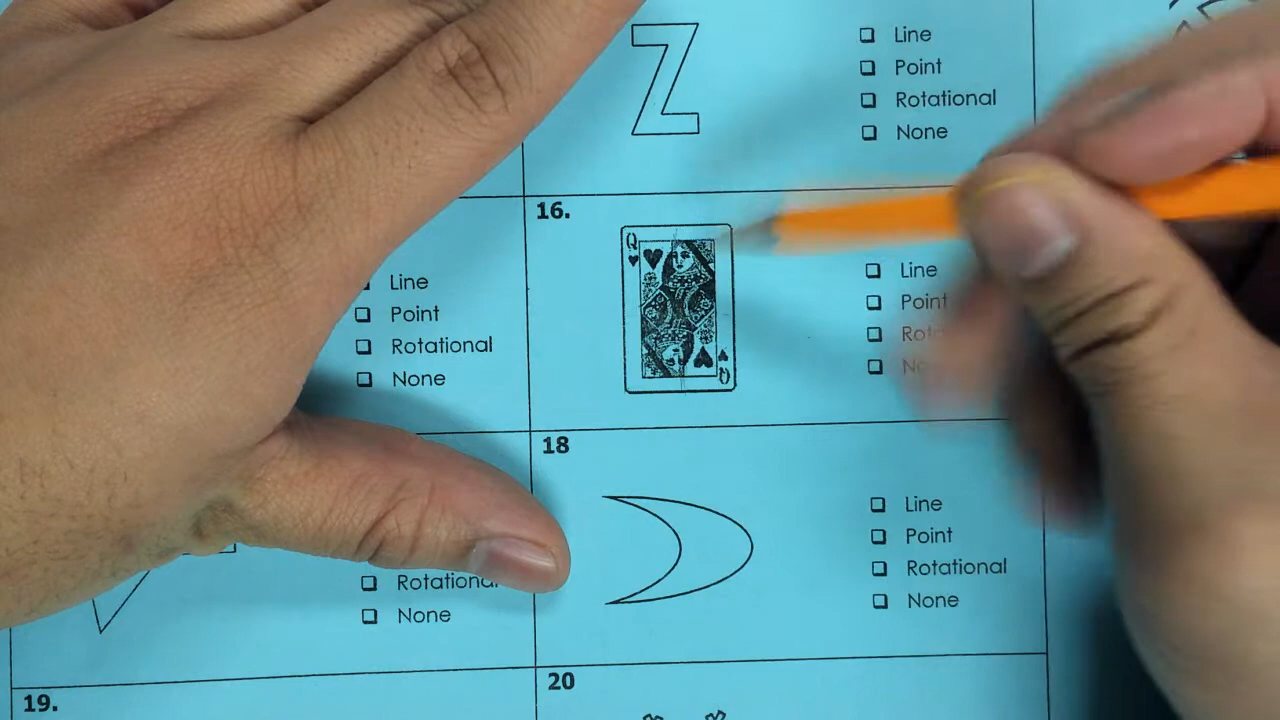 Z
Line
Point
Rotational
None
Line
Point
Rotational
None
16.
Q
Q
Line
Point
Rotational
None
18
Line
Point
Rotational
None
19.
20